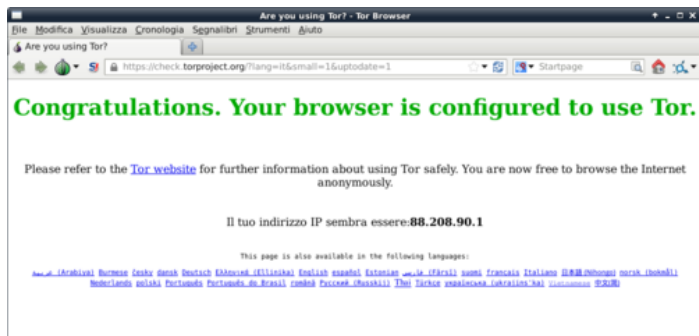 Are you using Tor? - Tor Browser
File Modifica Visualizza Cronologia Segnalibri Strumenti Aiuto
Are you using Tor?
https://check.torproject.org/?lang=it&small=1&uptodate=1 Startpage
Congratulations. Your browser is configured to use Tor.
Please refer to the Tor website for further information about using Tor safely. You are now free to browse the Internet
anonymously.
Il tuo indirizzo IP sembra essere:88.208.90.1
This page is also available in the following languages:
(Arabiya) Burmese česky dansk Deutsch Ελληνικά (Ellinika) English español Estonian فارسی (Fārsī) suomi français Italiano 日本語 (Nihongo) norsk (bokmål)
Nederlands polski Português Português do Brasil română Русский (Russkij) Thai Türkçe українська (ukrajins'ka) Vietnamese 中文(简)